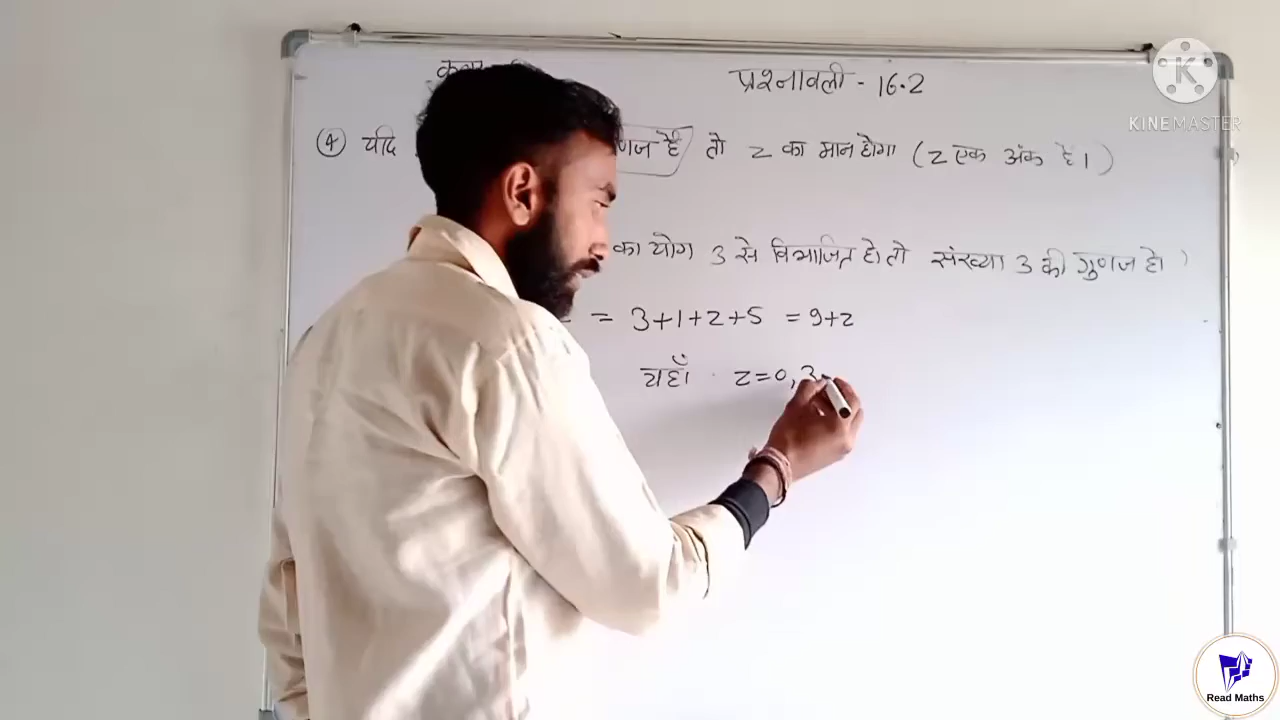 प्रश्नावली - 16.2
④ यदि णज है तो z का मान होगा (z एक अंक है।)
का योग 3 से विभाजित हो तो संख्या 3 की गुणज हो
= 3+1+z+5 = 9+z
यहाँ z=0,3
KINEMASTER
Read Maths